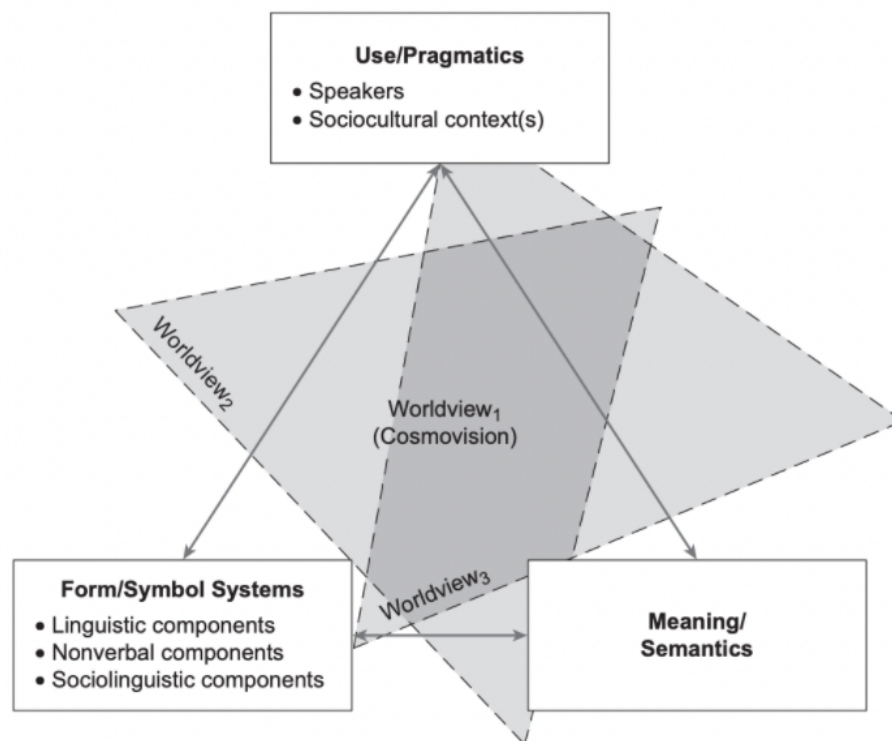 Use/Pragmatics
• Speakers
• Sociocultural context(s)
Worldview₂
Worldview₁
(Cosmovision)
Worldview₃
Form/Symbol Systems
• Linguistic components
• Nonverbal components
• Sociolinguistic components
Meaning/
Semantics